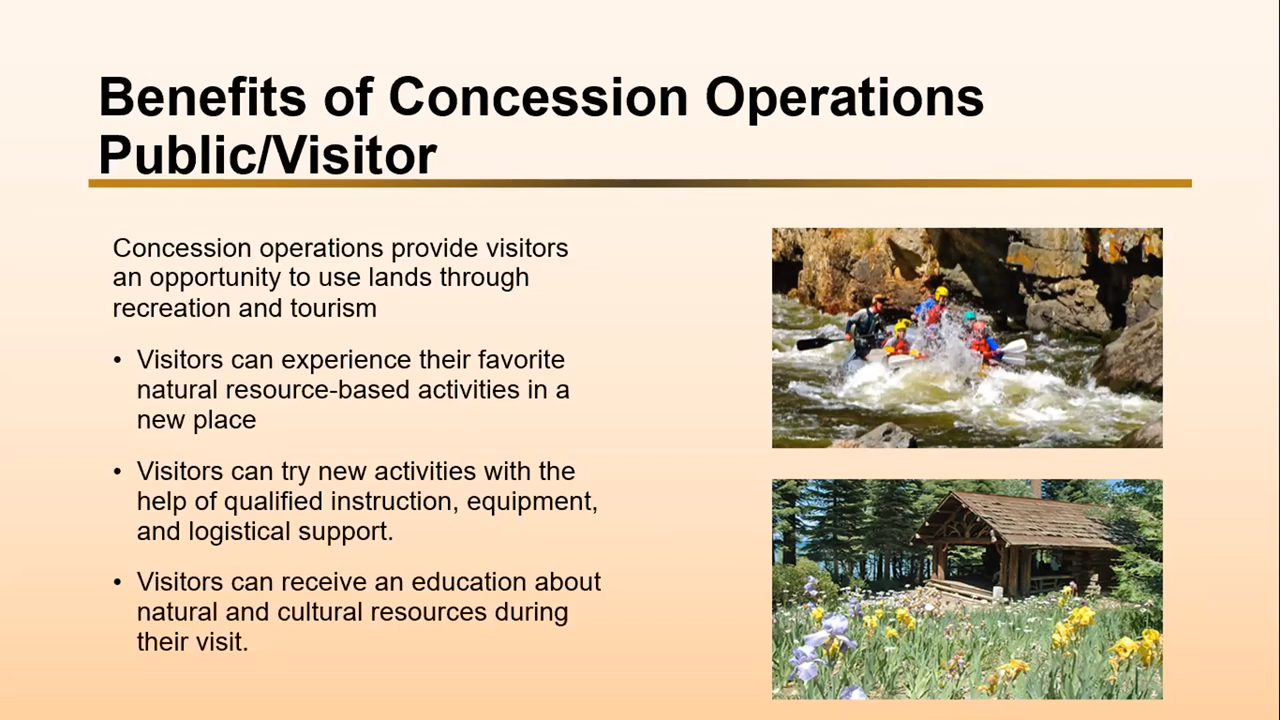 Benefits of Concession Operations
Public/Visitor
Concession operations provide visitors
an opportunity to use lands through
recreation and tourism
• Visitors can experience their favorite
natural resource-based activities in a
new place
• Visitors can try new activities with the
help of qualified instruction, equipment,
and logistical support.
• Visitors can receive an education about
natural and cultural resources during
their visit.